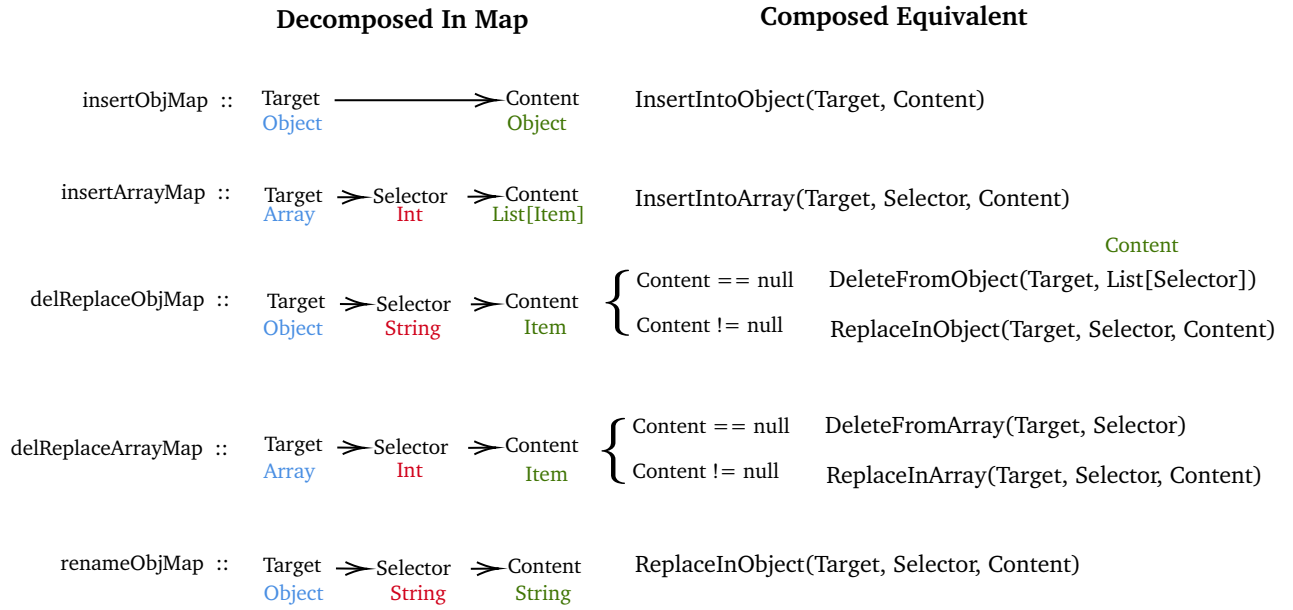 Decomposed In Map Composed Equivalent
insertObjMap :: Target Content InsertIntoObject(Target, Content)
Object Object
insertArrayMap :: Target Selector Content InsertIntoArray(Target, Selector, Content)
Array Int List[Item]
Content
Content == null DeleteFromObject(Target, List[Selector])
delReplaceObjMap :: Target Selector Content
Object String Item Content != null ReplaceInObject(Target, Selector, Content)
Content == null DeleteFromArray(Target, Selector)
delReplaceArrayMap :: Target Selector Content
Array Int Item Content != null ReplaceInArray(Target, Selector, Content)
renameObjMap :: Target Selector Content ReplaceInObject(Target, Selector, Content)
Object String String